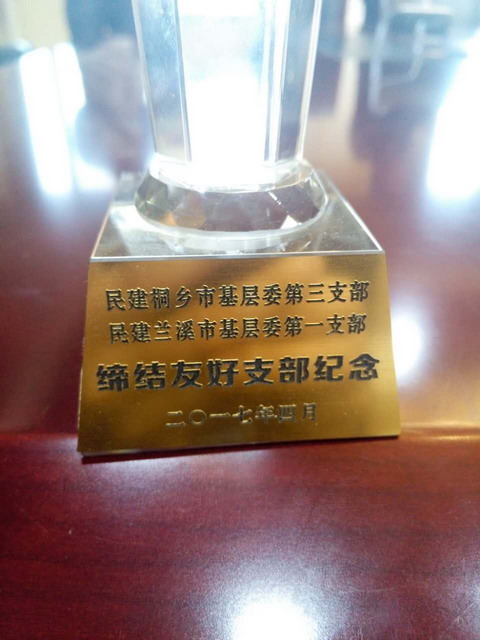 民建桐乡市基层委第三支部
民建兰溪市基层委第一支部
缔结友好支部纪念
二〇一七年四月